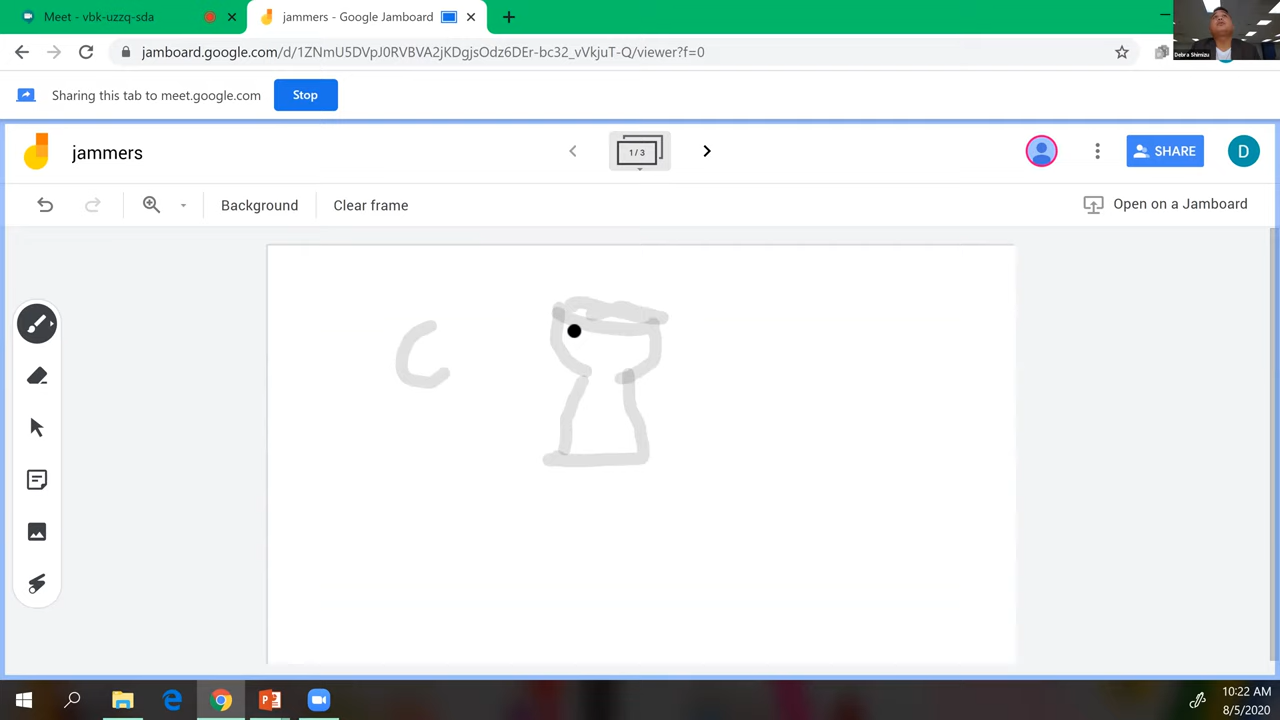 Meet - vbk-uzzq-sda
jammers - Google Jamboard
jamboard.google.com/d/1ZNmU5DVpJ0RVBVA2jKDgjsOdz6DEr-bc32_vVkjuT-Q/viewer?f=0
Debra Shimizu
Sharing this tab to meet.google.com
Stop
jammers
1 / 3
SHARE
D
Background
Clear frame
Open on a Jamboard
C
10:22 AM
8/5/2020